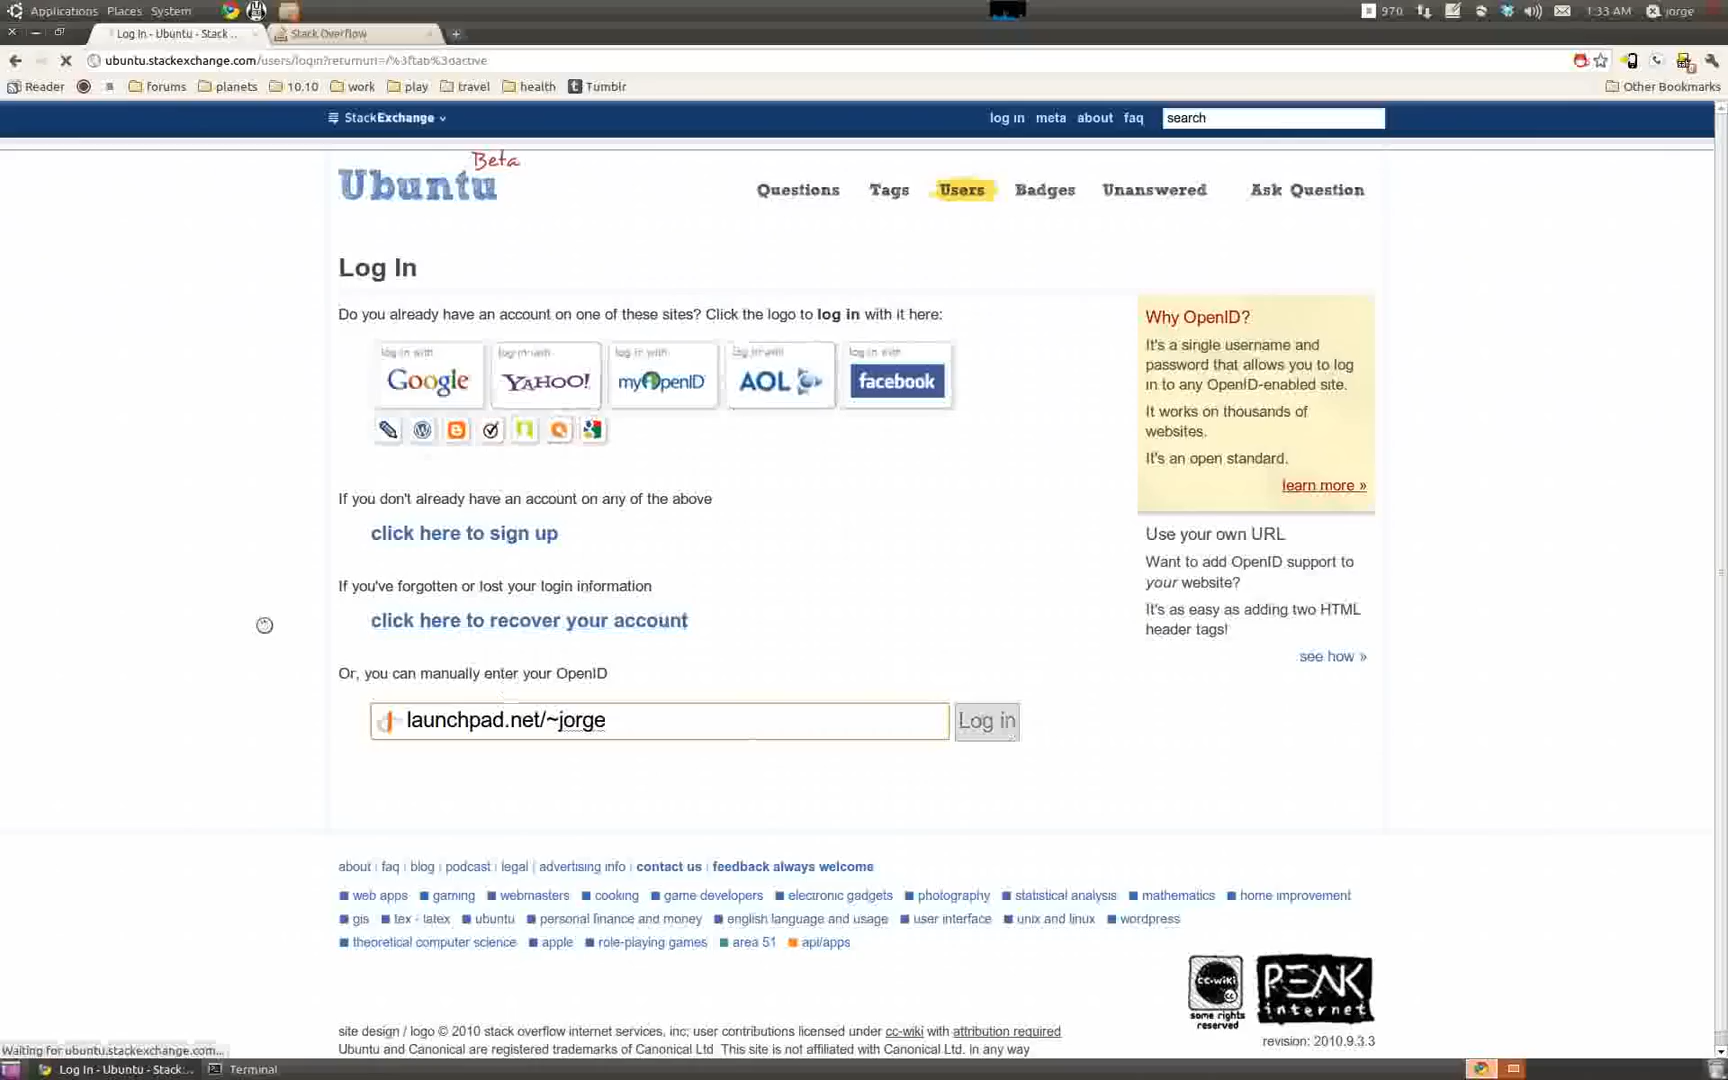 Applications Places System 970 1:33 AM jorge
Log In - Ubuntu - Stack ... Stack Overflow
ubuntu.stackexchange.com/users/login?returnurl=/%3ftab%3dactive
Reader forums planets 10.10 work play travel health Tumblr Other Bookmarks
StackExchange log in meta about faq search
Beta
Ubuntu
Questions Tags Users Badges Unanswered Ask Question
Log In
Do you already have an account on one of these sites? Click the logo to log in with it here:
log in with log in with log in with log in with log in with
Google YAHOO! myOpenID AOL facebook
If you don't already have an account on any of the above
click here to sign up
If you've forgotten or lost your login information
click here to recover your account
Or, you can manually enter your OpenID
launchpad.net/~jorge Log in
Why OpenID?
It's a single username and
password that allows you to log
in to any OpenID-enabled site.
It works on thousands of
websites.
It's an open standard.
learn more »
Use your own URL
Want to add OpenID support to
your website?
It's as easy as adding two HTML
header tags!
see how »
about | faq | blog | podcast | legal | advertising info | contact us | feedback always welcome
web apps gaming webmasters cooking game developers electronic gadgets photography statistical analysis mathematics home improvement
gis tex - latex ubuntu personal finance and money english language and usage user interface unix and linux wordpress
theoretical computer science apple role-playing games area 51 api/apps
cc-wiki
some rights
reserved
PEAK
internet
site design / logo © 2010 stack overflow internet services, inc; user contributions licensed under cc-wiki with attribution required
Ubuntu and Canonical are registered trademarks of Canonical Ltd This site is not affiliated with Canonical Ltd. in any way
revision: 2010.9.3.3
Waiting for ubuntu.stackexchange.com...
Log In - Ubuntu - Stack:... Terminal